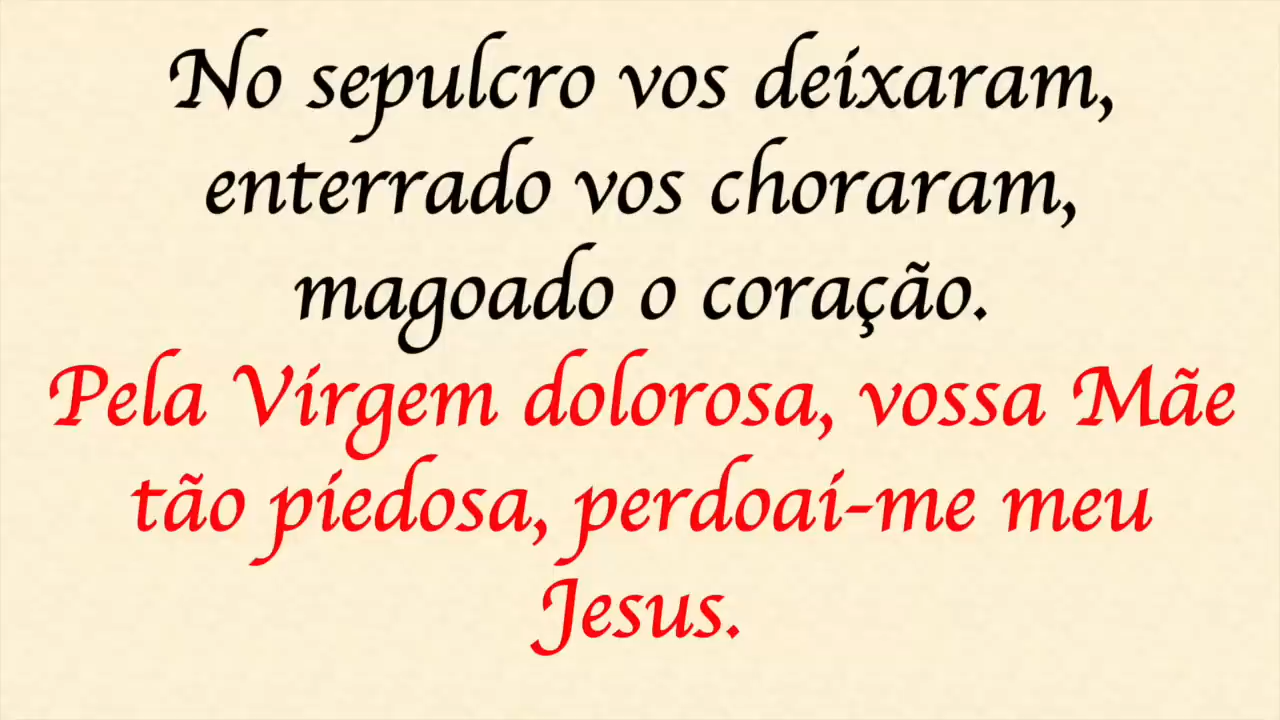 No sepulcro vos deixaram,
enterrado vos choraram,
magoado o coração.
Pela Virgem dolorosa, vossa Mãe
tão piedosa, perdoai-me meu
Jesus.